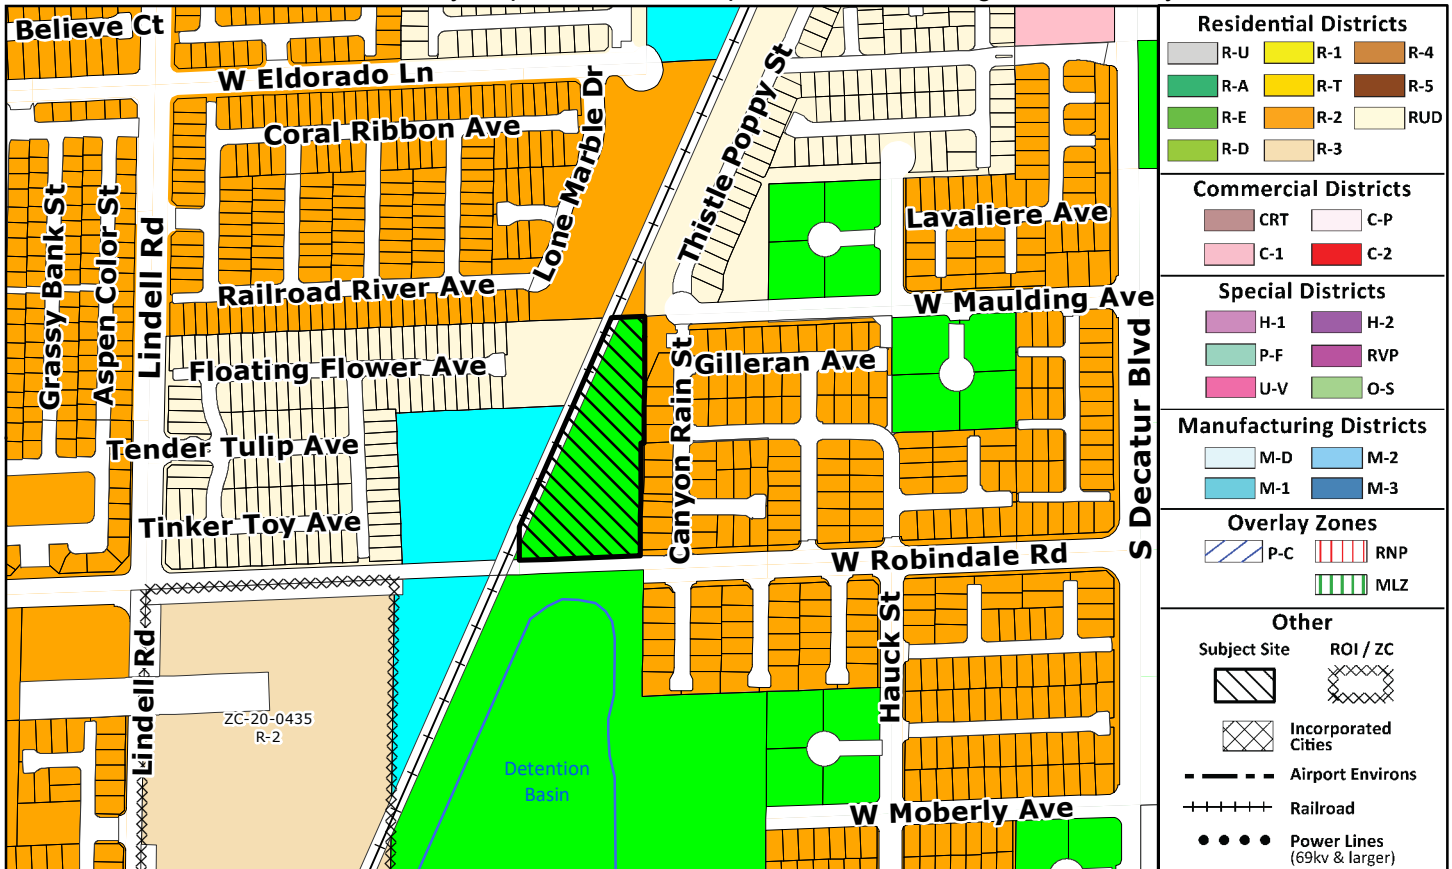 Believe Ct
W Eldorado Ln
Coral Ribbon Ave
Lone Marble Dr
Thistle Poppy St
Grassy Bank St
Aspen Color St
Lindell Rd
Railroad River Ave
Lavaliere Ave
W Maulding Ave
Floating Flower Ave
Gilleran Ave
Canyon Rain St
S Decatur Blvd
Tender Tulip Ave
Tinker Toy Ave
W Robindale Rd
Hauck St
Lindell Rd
ZC-20-0435
R-2
Detention
Basin
W Moberly Ave
Residential Districts
R-U R-1 R-4
R-A R-T R-5
R-E R-2 RUD
R-D R-3
Commercial Districts
CRT C-P
C-1 C-2
Special Districts
H-1 H-2
P-F RVP
U-V O-S
Manufacturing Districts
M-D M-2
M-1 M-3
Overlay Zones
P-C RNP
MLZ
Other
Subject Site ROI / ZC
Incorporated
Cities
Airport Environs
Railroad
Power Lines
(69kv & larger)